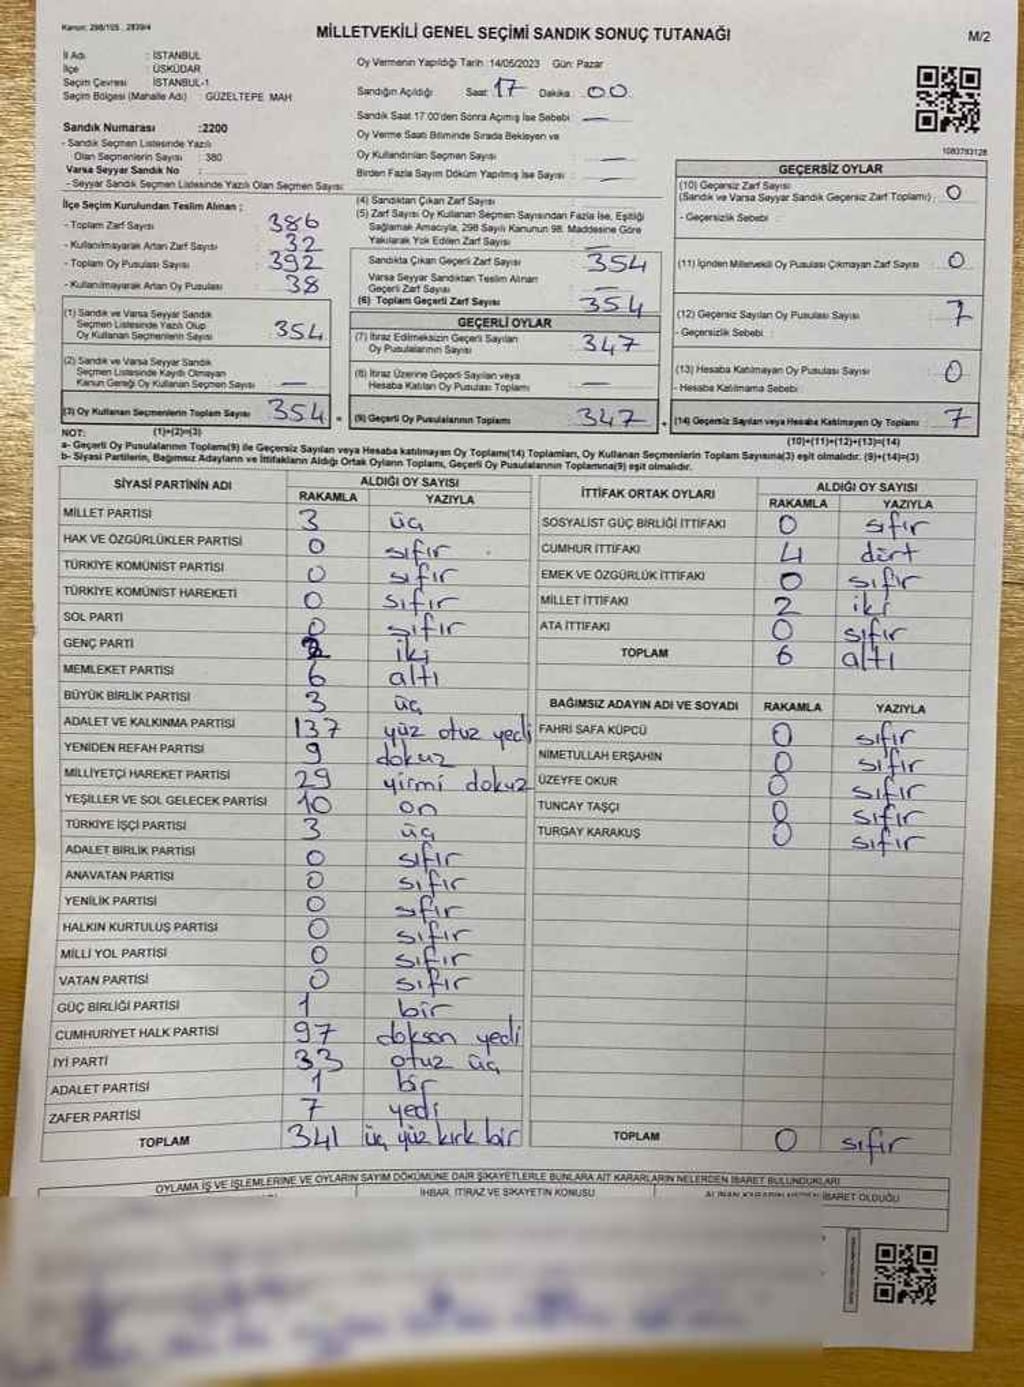 Kanun: 298/105, 2839/4
MİLLETVEKİLİ GENEL SEÇİMİ SANDIK SONUÇ TUTANAĞI
M/2
İl Adı : İSTANBUL
İlçe : ÜSKÜDAR
Seçim Çevresi : İSTANBUL-1
Seçim Bölgesi (Mahalle Adı) : GÜZELTEPE MAH
Oy Vermenin Yapıldığı Tarih : 14/05/2023 Gün: Pazar
Sandığın Açıldığı Saat: 17 Dakika: 00
Sandık Saat 17:00'den Sonra Açılmış İse Sebebi : —
Oy Verme Saati Bitiminde Sırada Bekleyen ve
Oy Kullandırılan Seçmen Sayısı : —
Birden Fazla Sayım Döküm Yapılmış İse Sayısı : —
Sandık Numarası :2200
- Sandık Seçmen Listesinde Yazılı
Olan Seçmenlerin Sayısı : 380
Varsa Seyyar Sandık No :
- Seyyar Sandık Seçmen Listesinde Yazılı Olan Seçmen Sayısı:
1083783128
İlçe Seçim Kurulundan Teslim Alınan ;
- Toplam Zarf Sayısı : 386
- Kullanılmayarak Artan Zarf Sayısı : 32
- Toplam Oy Pusulası Sayısı : 392
- Kullanılmayarak Artan Oy Pusulası : 38
(1) Sandık ve Varsa Seyyar Sandık
Seçmen Listesinde Yazılı Olup
Oy Kullanan Seçmenlerin Sayısı : 354
(2) Sandık ve Varsa Seyyar Sandık
Seçmen Listesinde Kayıtlı Olmayan
Kanun Gereği Oy Kullanan Seçmen Sayısı : —
(3) Oy Kullanan Seçmenlerin Toplam Sayısı : 354
(4) Sandıktan Çıkan Zarf Sayısı :
(5) Zarf Sayısı Oy Kullanan Seçmen Sayısından Fazla İse, Eşitliği
Sağlamak Amacıyla, 298 Sayılı Kanunun 98. Maddesine Göre
Yakılarak Yok Edilen Zarf Sayısı : —
Sandıkta Çıkan Geçerli Zarf Sayısı : 354
Varsa Seyyar Sandıktan Teslim Alınan
Geçerli Zarf Sayısı : —
(6) Toplam Geçerli Zarf Sayısı : 354
GEÇERLİ OYLAR
(7) İtiraz Edilmeksizin Geçerli Sayılan
Oy Pusulalarının Sayısı : 347
(8) İtiraz Üzerine Geçerli Sayılan veya
Hesaba Katılan Oy Pusulaları Toplamı : —
(9) Geçerli Oy Pusulalarının Toplamı : 347
GEÇERSİZ OYLAR
(10) Geçersiz Zarf Sayısı
(Sandık ve Varsa Seyyar Sandık Geçersiz Zarf Toplamı) : 0
- Geçersizlik Sebebi :
(11) İçinden Milletvekili Oy Pusulası Çıkmayan Zarf Sayısı : 0
(12) Geçersiz Sayılan Oy Pusulası Sayısı : 7
- Geçersizlik Sebebi :
(13) Hesaba Katılmayan Oy Pusulası Sayısı : 0
- Hesaba Katılmama Sebebi :
(14) Geçersiz Sayılan veya Hesaba Katılmayan Oy Toplamı : 7
NOT: (1)+(2)=(3)
(10)+(11)+(12)+(13)=(14)
a- Geçerli Oy Pusulalarının Toplamı(9) ile Geçersiz Sayılan veya Hesaba katılmayan Oy Toplamı(14) Toplamları, Oy Kullanan Seçmenlerin Toplam Sayısına(3) eşit olmalıdır. (9)+(14)=(3)
b- Siyasi Partilerin, Bağımsız Adayların ve İttifakların Aldığı Ortak Oyların Toplamı, Geçerli Oy Pusulalarının Toplamına(9) eşit olmalıdır.
SİYASİ PARTİNİN ADI ALDIĞI OY SAYISI
RAKAMLA YAZIYLA
MİLLET PARTİSİ 3 üç
HAK VE ÖZGÜRLÜKLER PARTİSİ 0 sıfır
TÜRKİYE KOMÜNİST PARTİSİ 0 sıfır
TÜRKİYE KOMÜNİST HAREKETİ 0 sıfır
SOL PARTİ 0 sıfır
GENÇ PARTİ 2 iki
MEMLEKET PARTİSİ 6 altı
BÜYÜK BİRLİK PARTİSİ 3 üç
ADALET VE KALKINMA PARTİSİ 137 yüz otuz yedi
YENİDEN REFAH PARTİSİ 9 dokuz
MİLLİYETÇİ HAREKET PARTİSİ 29 yirmi dokuz
YEŞİLLER VE SOL GELECEK PARTİSİ 10 on
TÜRKİYE İŞÇİ PARTİSİ 3 üç
ADALET BİRLİK PARTİSİ 0 sıfır
ANAVATAN PARTİSİ 0 sıfır
YENİLİK PARTİSİ 0 sıfır
HALKIN KURTULUŞ PARTİSİ 0 sıfır
MİLLİ YOL PARTİSİ 0 sıfır
VATAN PARTİSİ 0 sıfır
GÜÇ BİRLİĞİ PARTİSİ 1 bir
CUMHURİYET HALK PARTİSİ 97 dokson yedi
İYİ PARTİ 33 otuz üç
ADALET PARTİSİ 1 bir
ZAFER PARTİSİ 7 yedi
TOPLAM 341 üç yüz kırk bir
İTTİFAK ORTAK OYLARI ALDIĞI OY SAYISI
RAKAMLA YAZIYLA
SOSYALİST GÜÇ BİRLİĞİ İTTİFAKI 0 sıfır
CUMHUR İTTİFAKI 4 dört
EMEK VE ÖZGÜRLÜK İTTİFAKI 0 sıfır
MİLLET İTTİFAKI 2 iki
ATA İTTİFAKI 0 sıfır
TOPLAM 6 altı
BAĞIMSIZ ADAYIN ADI VE SOYADI RAKAMLA YAZIYLA
FAHRİ SAFA KÜPCÜ 0 sıfır
NİMETULLAH ERŞAHİN 0 sıfır
ÜZEYFE OKUR 0 sıfır
TUNCAY TAŞÇI 0 sıfır
TURGAY KARAKUŞ 0 sıfır
TOPLAM 0 sıfır
OYLAMA İŞ VE İŞLEMLERİNE VE OYLARIN SAYIM DÖKÜMÜNE DAİR ŞİKAYETLERLE BUNLARA AİT KARARLARIN NELERDEN İBARET BULUNDUKLARI
İHBAR, İTİRAZ VE ŞİKAYETİN KONUSU
İBARET OLDUĞU